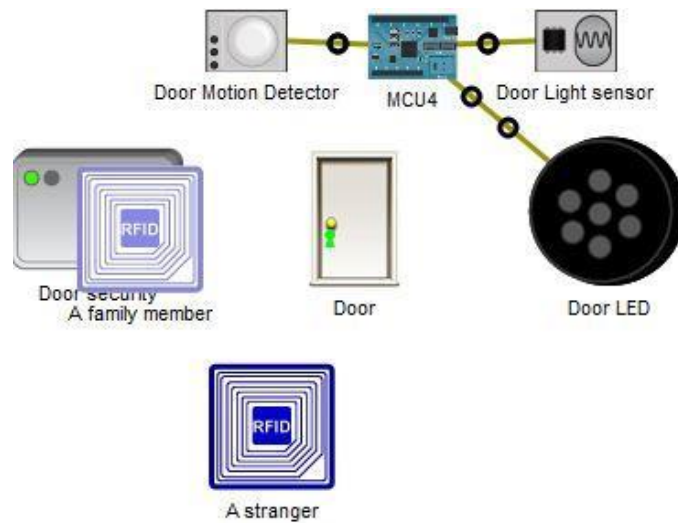 Door Motion Detector
MCU4
Door Light sensor
RFID
Door security
A family member
Door
Door LED
RFID
A stranger